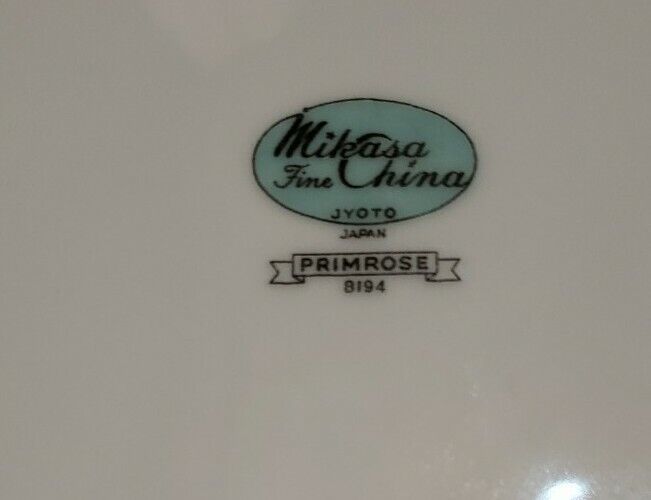 Mikasa
Fine China
JYOTO
JAPAN
PRIMROSE
8194